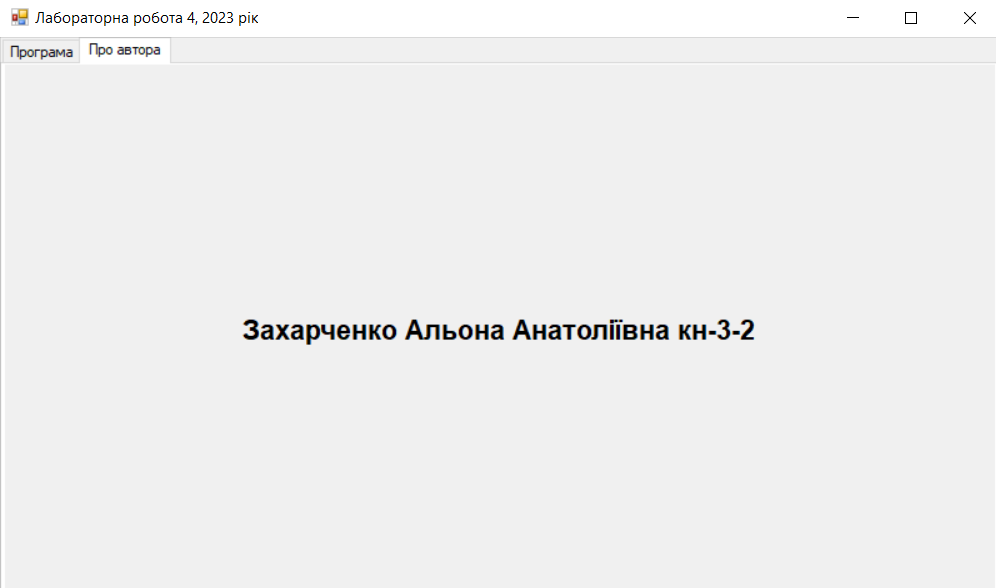 Лабораторна робота 4, 2023 рік
Програма Про автора
Захарченко Альона Анатоліївна кн-3-2